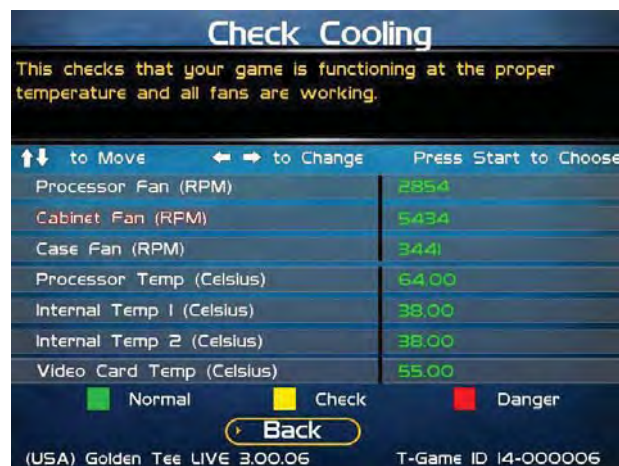 Check Cooling
This checks that your game is functioning at the proper
temperature and all fans are working.
↑↓ to Move ← → to Change Press Start to Choose
Processor Fan (RPM) 2854
Cabinet Fan (RPM) 5434
Case Fan (RPM) 3441
Processor Temp (Celsius) 64.00
Internal Temp 1 (Celsius) 38.00
Internal Temp 2 (Celsius) 38.00
Video Card Temp (Celsius) 55.00
Normal Check Danger
Back
(USA) Golden Tee LIVE 3.00.06 T-Game ID 14-000006